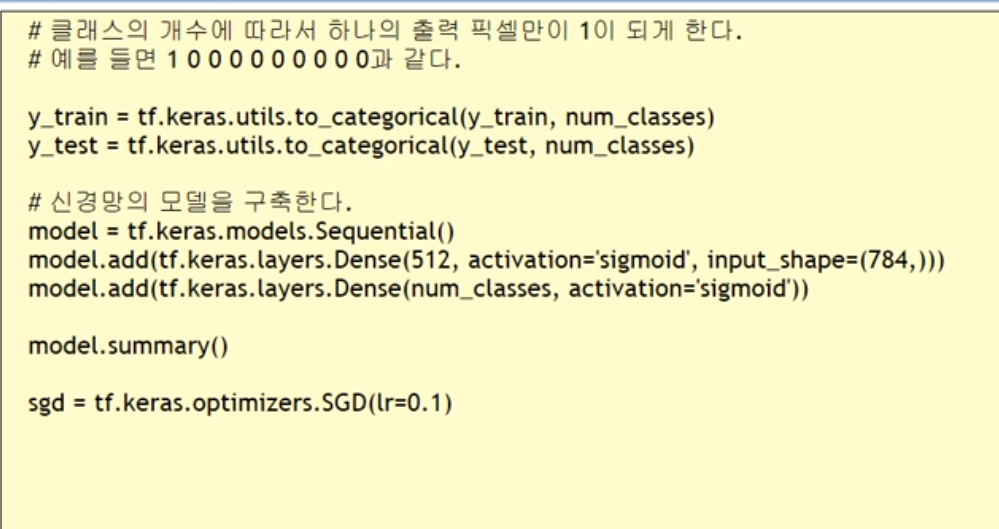 # 클래스의 개수에 따라서 하나의 출력 픽셀만이 1이 되게 한다.
# 예를 들면 1 0 0 0 0 0 0 0 0 0 0과 같다.
y_train = tf.keras.utils.to_categorical(y_train, num_classes)
y_test = tf.keras.utils.to_categorical(y_test, num_classes)
# 신경망의 모델을 구축한다.
model = tf.keras.models.Sequential()
model.add(tf.keras.layers.Dense(512, activation='sigmoid', input_shape=(784,)))
model.add(tf.keras.layers.Dense(num_classes, activation='sigmoid'))
model.summary()
sgd = tf.keras.optimizers.SGD(lr=0.1)